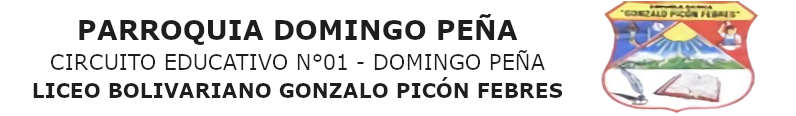 PARROQUIA DOMINGO PEÑA
CIRCUITO EDUCATIVO N°01 - DOMINGO PEÑA
LICEO BOLIVARIANO GONZALO PICÓN FEBRES
"GONZALO PICÓN FEBRES"